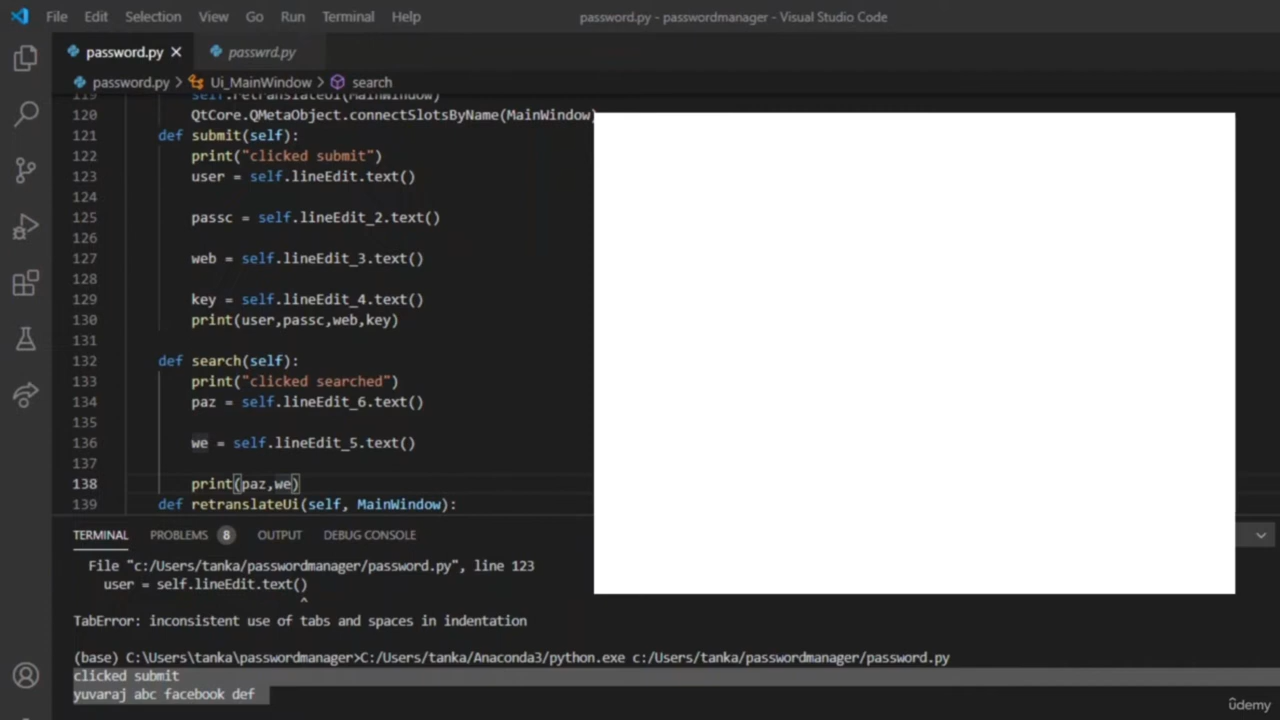 File Edit Selection View Go Run Terminal Help password.py - passwordmanager - Visual Studio Code
password.py passwrd.py
password.py > Ui_MainWindow > search
119 self.retranslateUi(MainWindow)
120 QtCore.QMetaObject.connectSlotsByName(MainWindow)
121 def submit(self):
122 print("clicked submit")
123 user = self.lineEdit.text()
124
125 passc = self.lineEdit_2.text()
126
127 web = self.lineEdit_3.text()
128
129 key = self.lineEdit_4.text()
130 print(user,passc,web,key)
131
132 def search(self):
133 print("clicked searched")
134 paz = self.lineEdit_6.text()
135
136 we = self.lineEdit_5.text()
137
138 print(paz,we)
139 def retranslateUi(self, MainWindow):
TERMINAL PROBLEMS 8 OUTPUT DEBUG CONSOLE
File "c:/Users/tanka/passwordmanager/password.py", line 123
user = self.lineEdit.text()
^
TabError: inconsistent use of tabs and spaces in indentation
(base) C:\Users\tanka\passwordmanager>C:/Users/tanka/Anaconda3/python.exe c:/Users/tanka/passwordmanager/password.py
clicked submit
yuvaraj abc facebook def
ûdemy